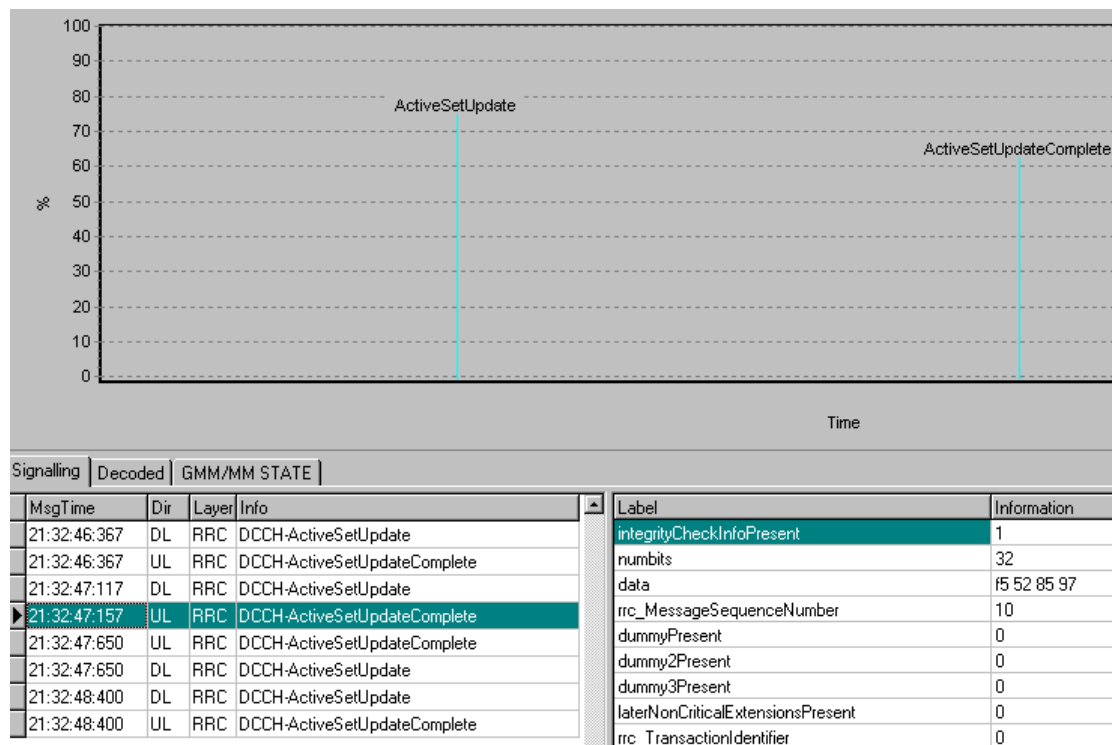 100
90
80
ActiveSetUpdate
70
ActiveSetUpdateComplete
60
%
50
40
30
20
10
0
Time
Signalling Decoded GMM/MM STATE
MsgTime Dir Layer Info
21:32:46:367 DL RRC DCCH-ActiveSetUpdate
21:32:46:367 UL RRC DCCH-ActiveSetUpdateComplete
21:32:47:117 DL RRC DCCH-ActiveSetUpdate
21:32:47:157 UL RRC DCCH-ActiveSetUpdateComplete
21:32:47:650 UL RRC DCCH-ActiveSetUpdateComplete
21:32:47:650 DL RRC DCCH-ActiveSetUpdate
21:32:48:400 DL RRC DCCH-ActiveSetUpdate
21:32:48:400 UL RRC DCCH-ActiveSetUpdateComplete
Label Information
integrityCheckInfoPresent 1
numbits 32
data f5 52 85 97
rrc_MessageSequenceNumber 10
dummyPresent 0
dummy2Present 0
dummy3Present 0
laterNonCriticalExtensionsPresent 0
rrc_TransactionIdentifier 0